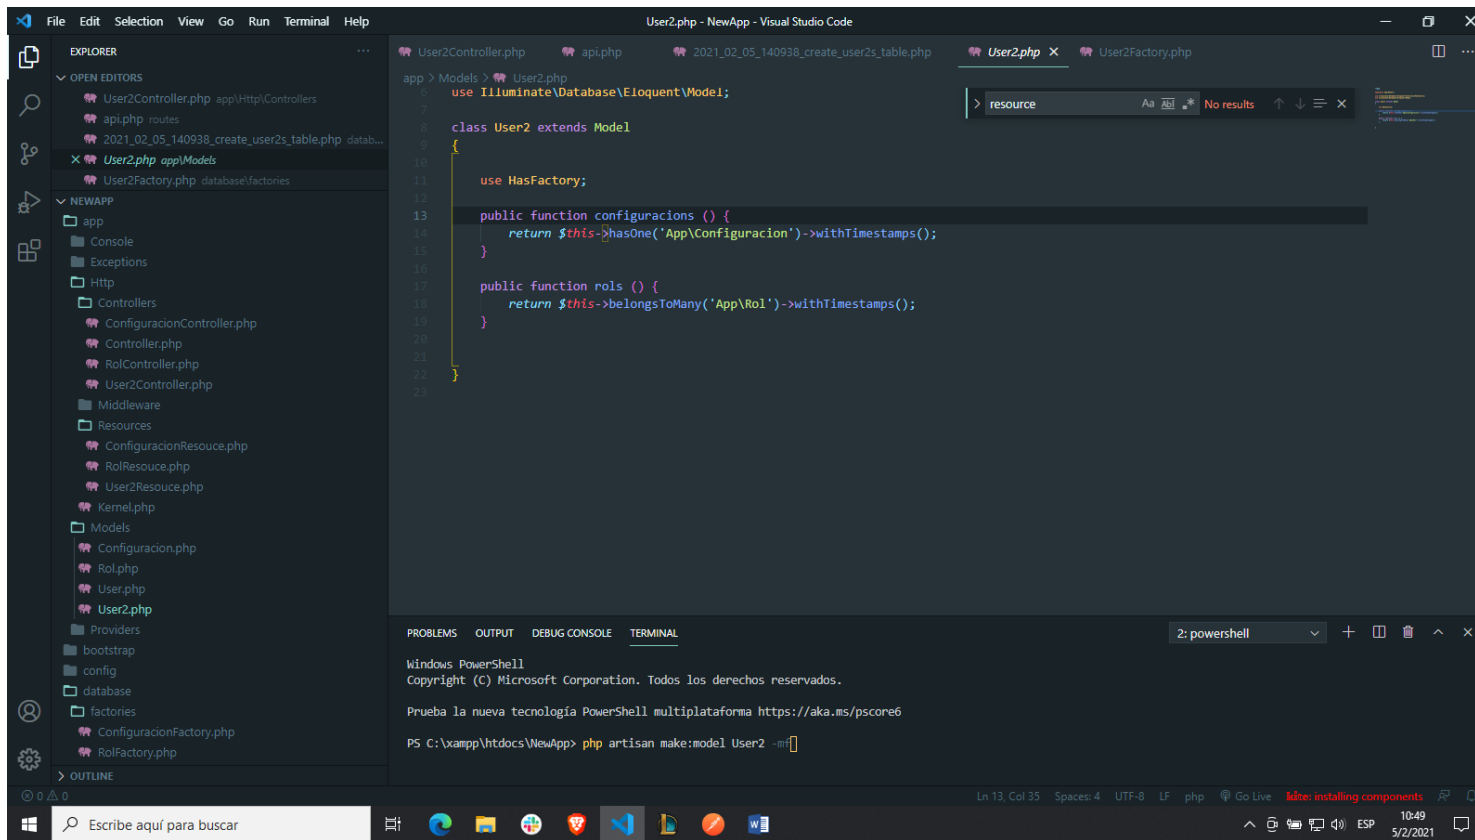 File Edit Selection View Go Run Terminal Help
User2.php - NewApp - Visual Studio Code
EXPLORER
OPEN EDITORS
User2Controller.php app\Http\Controllers
api.php routes
2021_02_05_140938_create_user2s_table.php datab...
User2.php app\Models
User2Factory.php database\factories
NEWAPP
app
Console
Exceptions
Http
Controllers
ConfiguracionController.php
Controller.php
RolController.php
User2Controller.php
Middleware
Resources
ConfiguracionResouce.php
RolResouce.php
User2Resouce.php
Kernel.php
Models
Configuracion.php
Rol.php
User.php
User2.php
Providers
bootstrap
config
database
factories
ConfiguracionFactory.php
RolFactory.php
OUTLINE
User2Controller.php api.php 2021_02_05_140938_create_user2s_table.php User2.php User2Factory.php
app > Models > User2.php
resource Aa Abl .* No results
6 use Illuminate\Database\Eloquent\Model;
7
8 class User2 extends Model
9 {
10
11 use HasFactory;
12
13 public function configuracions () {
14 return $this->hasOne('App\Configuracion')->withTimestamps();
15 }
16
17 public function rols () {
18 return $this->belongsToMany('App\Rol')->withTimestamps();
19 }
20
21
22 }
23
PROBLEMS OUTPUT DEBUG CONSOLE TERMINAL
2: powershell
Windows PowerShell
Copyright (C) Microsoft Corporation. Todos los derechos reservados.
Prueba la nueva tecnología PowerShell multiplataforma https://aka.ms/pscore6
PS C:\xampp\htdocs\NewApp> php artisan make:model User2 -mf
0 0
Ln 13, Col 35 Spaces: 4 UTF-8 LF php Go Live installing components
Escribe aquí para buscar
W
ESP
10:49
5/2/2021